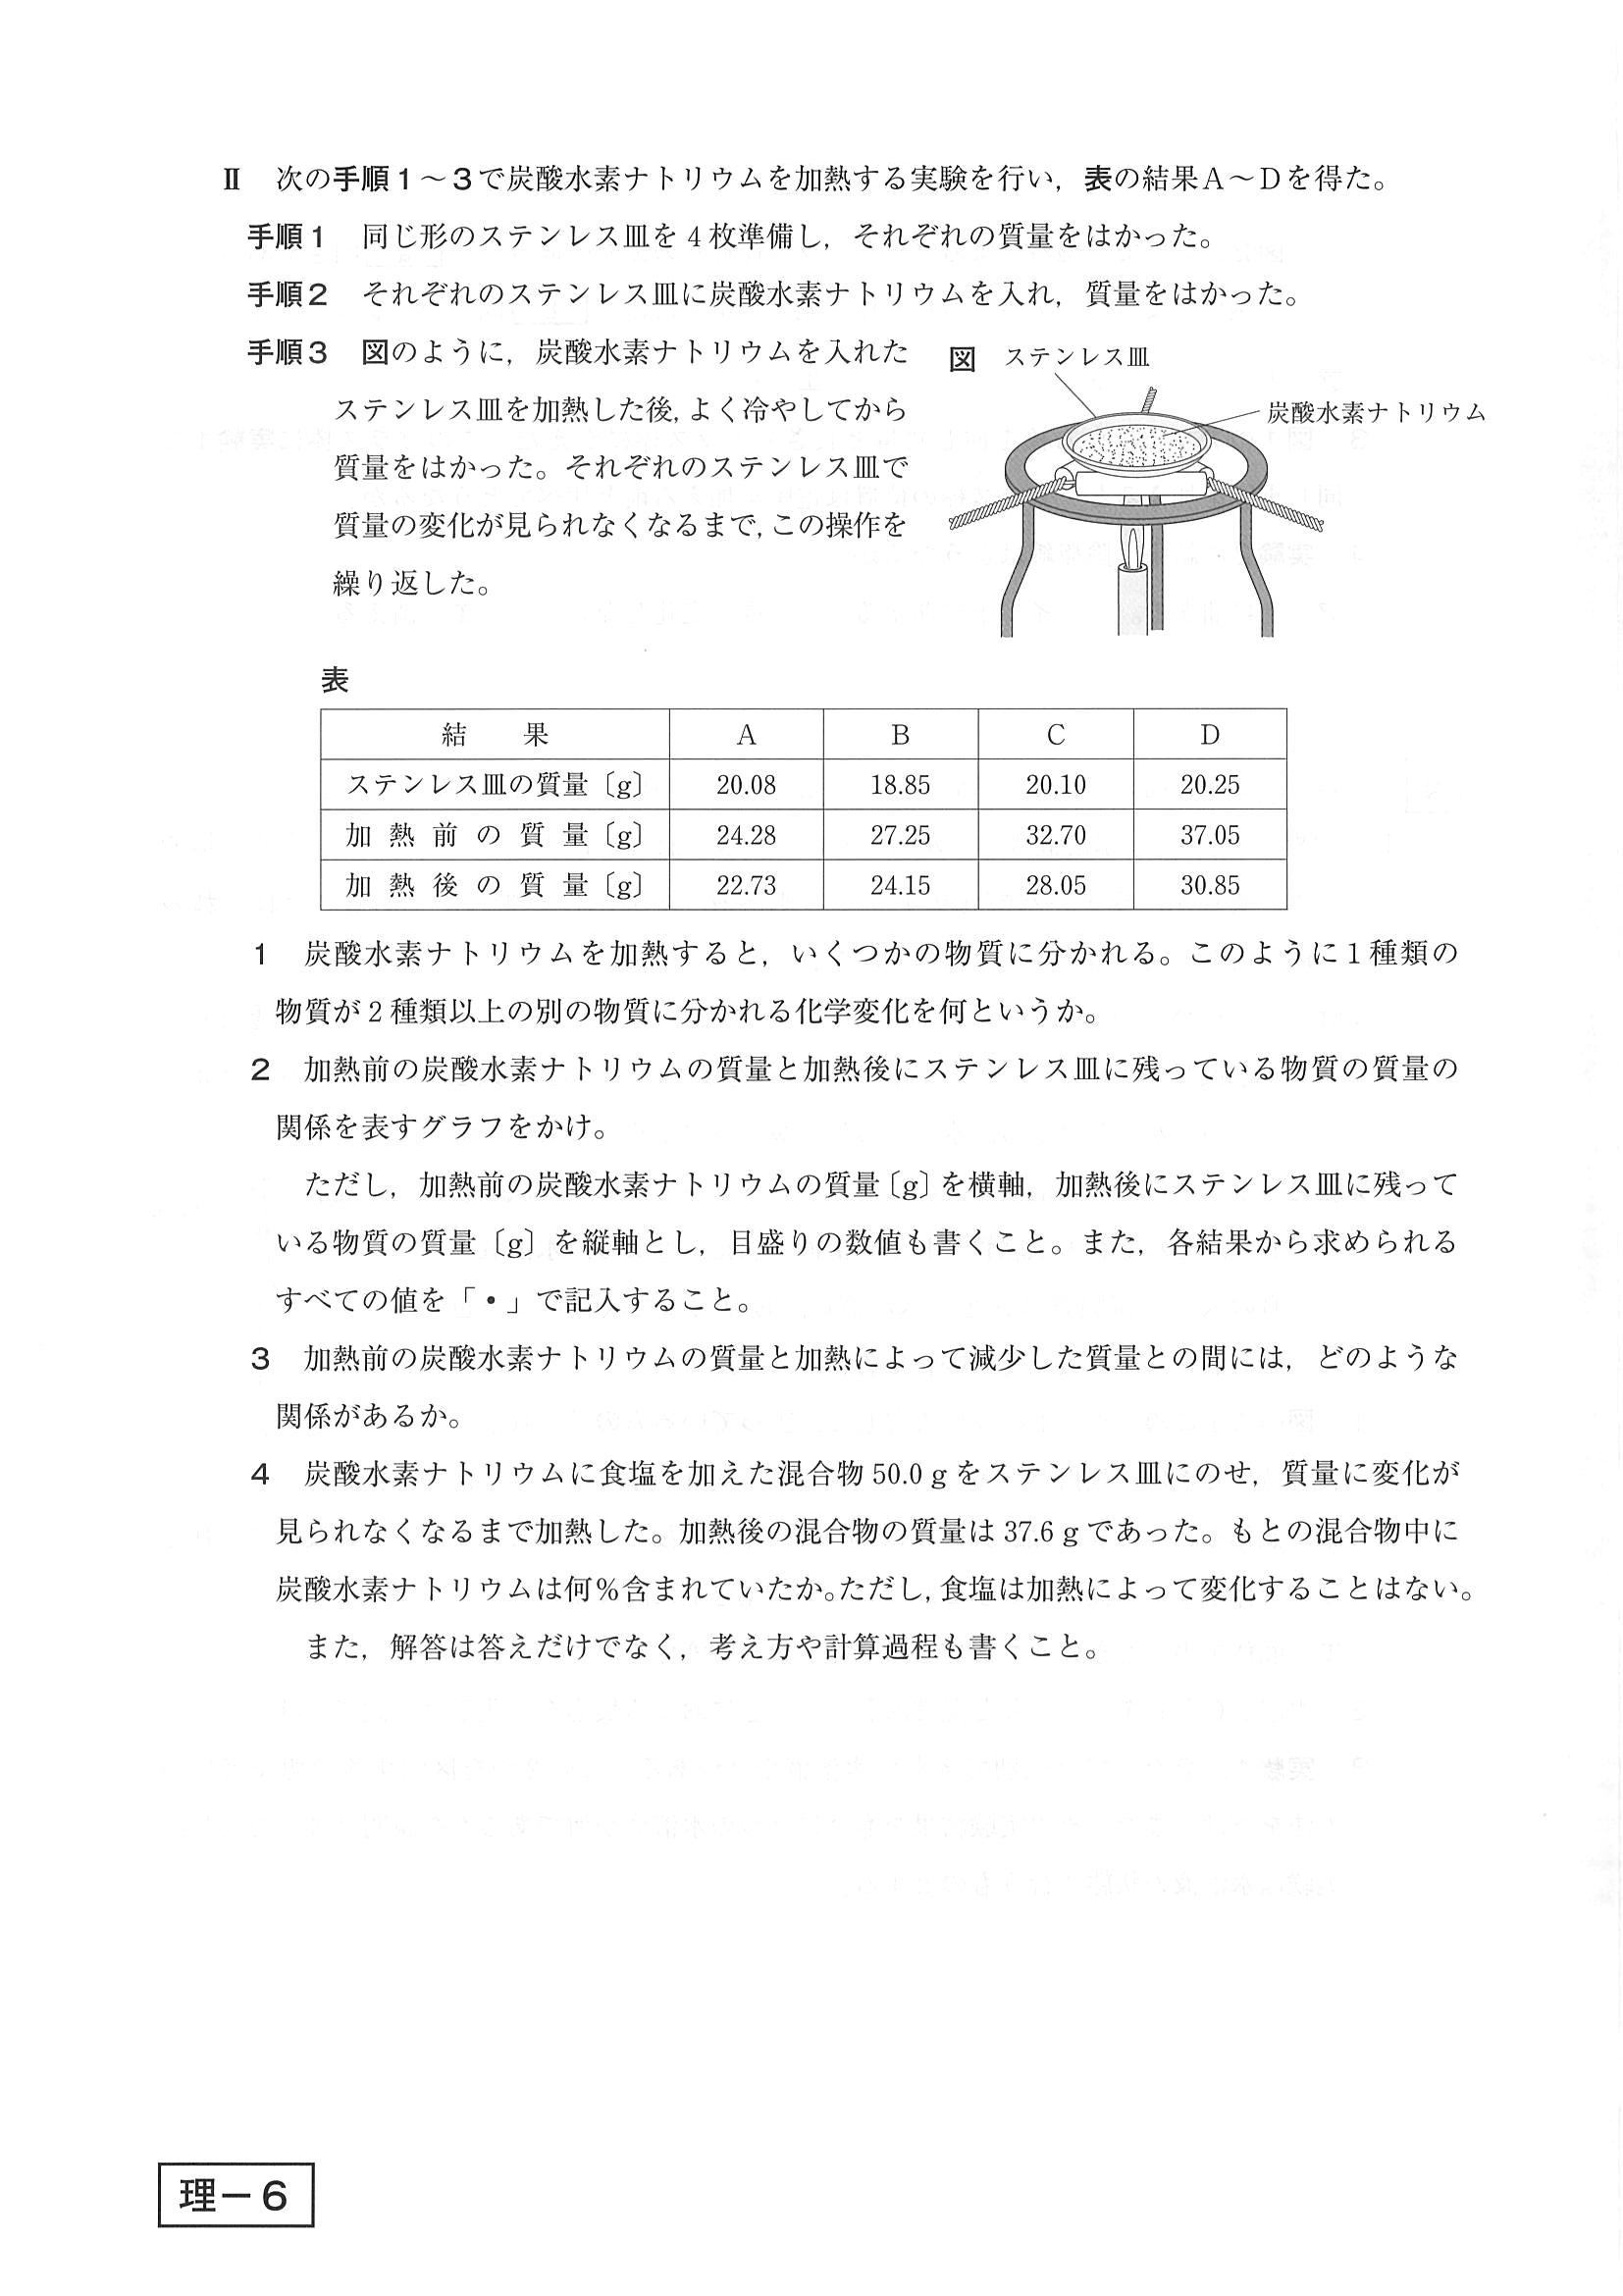 Ⅱ 次の手順1～3で炭酸水素ナトリウムを加熱する実験を行い，表の結果A～Dを得た。
手順1 同じ形のステンレス皿を4枚準備し，それぞれの質量をはかった。
手順2 それぞれのステンレス皿に炭酸水素ナトリウムを入れ，質量をはかった。
手順3 図のように，炭酸水素ナトリウムを入れた
ステンレス皿を加熱した後，よく冷やしてから
質量をはかった。それぞれのステンレス皿で
質量の変化が見られなくなるまで，この操作を
繰り返した。
図 ステンレス皿
炭酸水素ナトリウム
表
結果 A B C D
ステンレス皿の質量〔g〕 20.08 18.85 20.10 20.25
加熱前の質量〔g〕 24.28 27.25 32.70 37.05
加熱後の質量〔g〕 22.73 24.15 28.05 30.85
1 炭酸水素ナトリウムを加熱すると，いくつかの物質に分かれる。このように1種類の
物質が2種類以上の別の物質に分かれる化学変化を何というか。
2 加熱前の炭酸水素ナトリウムの質量と加熱後にステンレス皿に残っている物質の質量の
関係を表すグラフをかけ。
ただし，加熱前の炭酸水素ナトリウムの質量〔g〕を横軸，加熱後にステンレス皿に残って
いる物質の質量〔g〕を縦軸とし，目盛りの数値も書くこと。また，各結果から求められる
すべての値を「•」で記入すること。
3 加熱前の炭酸水素ナトリウムの質量と加熱によって減少した質量との間には，どのような
関係があるか。
4 炭酸水素ナトリウムに食塩を加えた混合物50.0gをステンレス皿にのせ，質量に変化が
見られなくなるまで加熱した。加熱後の混合物の質量は37.6gであった。もとの混合物中に
炭酸水素ナトリウムは何%含まれていたか。ただし，食塩は加熱によって変化することはない。
また，解答は答えだけでなく，考え方や計算過程も書くこと。
理－6